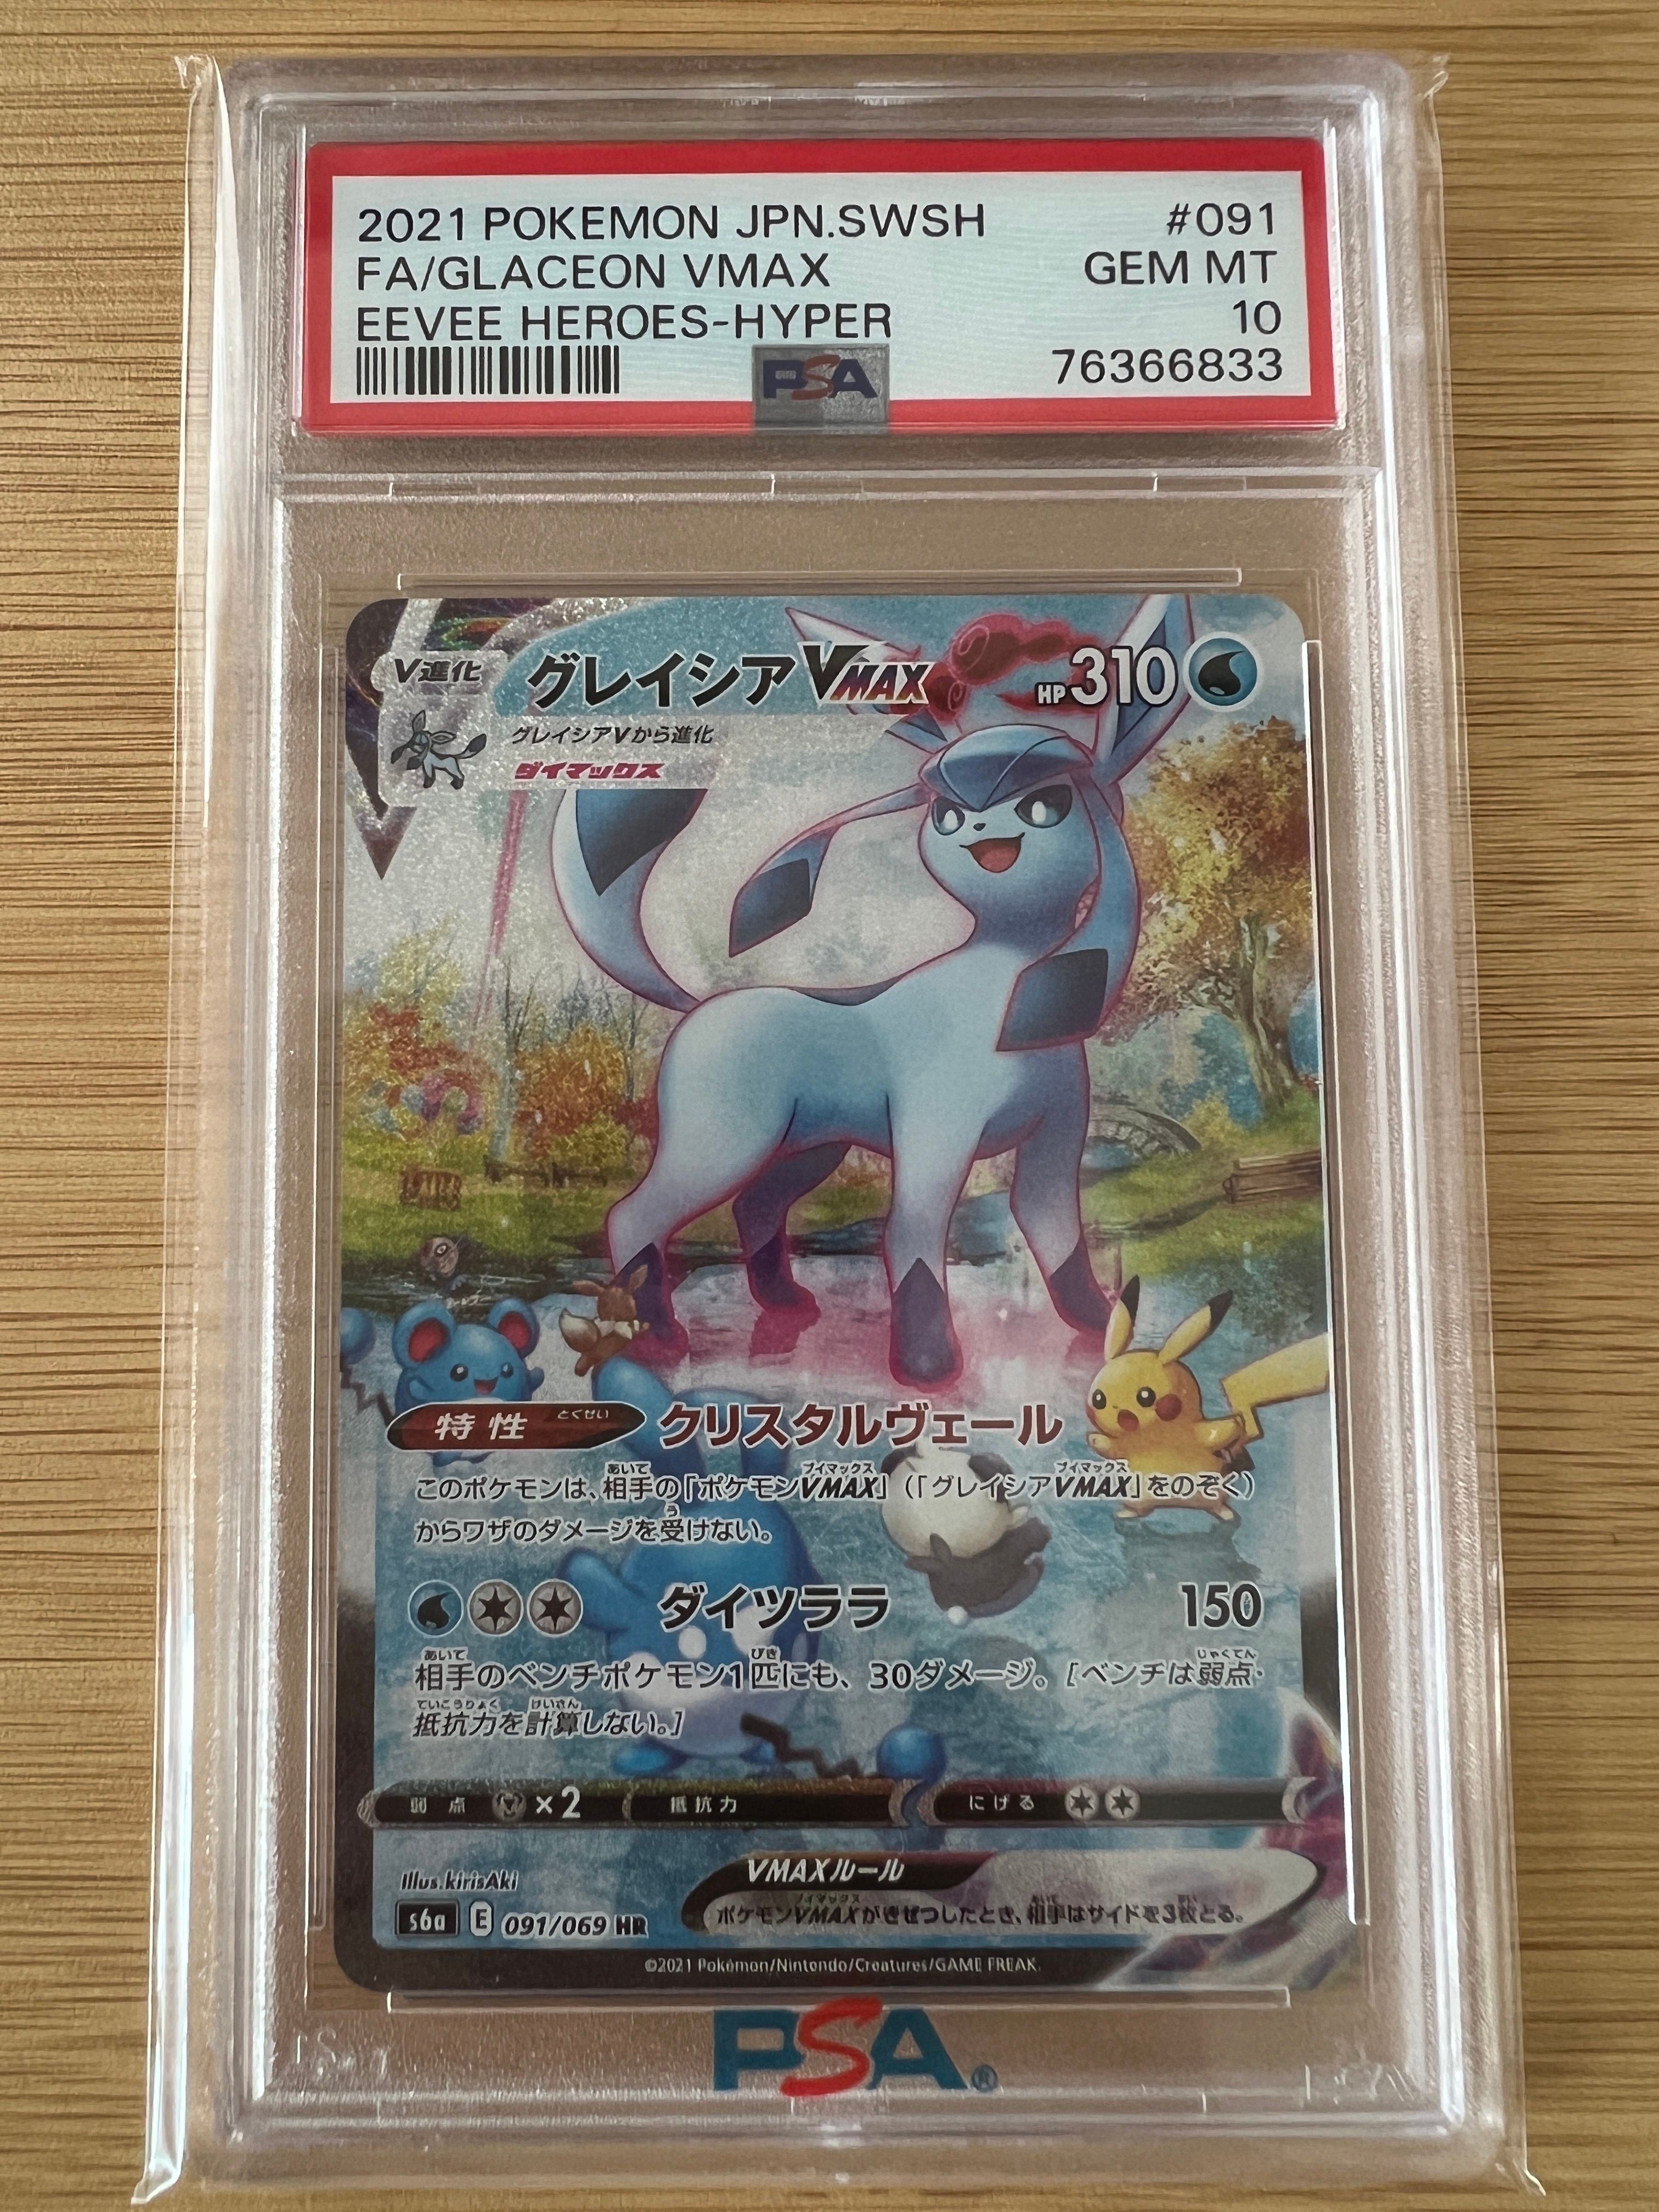 2021 POKEMON JPN.SWSH #091
FA/GLACEON VMAX GEM MT
EEVEE HEROES-HYPER 10
PSA 76366833
V進化 グレイシアVMAX HP310
グレイシアVから進化
ダイマックス
特性 とくせい クリスタルヴェール
このポケモンは、相手の「ポケモンVMAX」(「グレイシアVMAX」をのぞく)
からワザのダメージを受けない。
ダイツララ 150
相手のベンチポケモン1匹にも、30ダメージ。[ベンチは弱点・
抵抗力を計算しない。]
弱点 ×2 抵抗力 にげる
Illus.kirisAki VMAXルール
s6a E 091/069 HR ポケモンVMAXがきぜつしたとき、相手はサイドを3枚とる。
©2021 Pokémon/Nintendo/Creatures/GAME FREAK.
PSA®